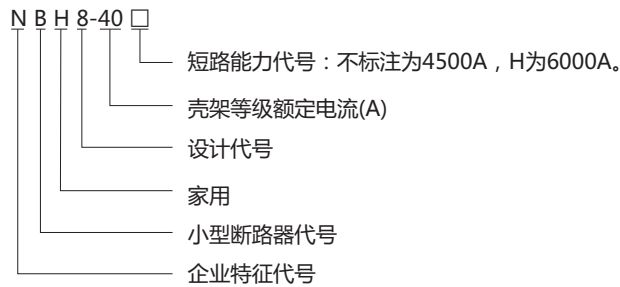 NBH8-40□
短路能力代号：不标注为4500A，H为6000A。
壳架等级额定电流(A)
设计代号
家用
小型断路器代号
企业特征代号